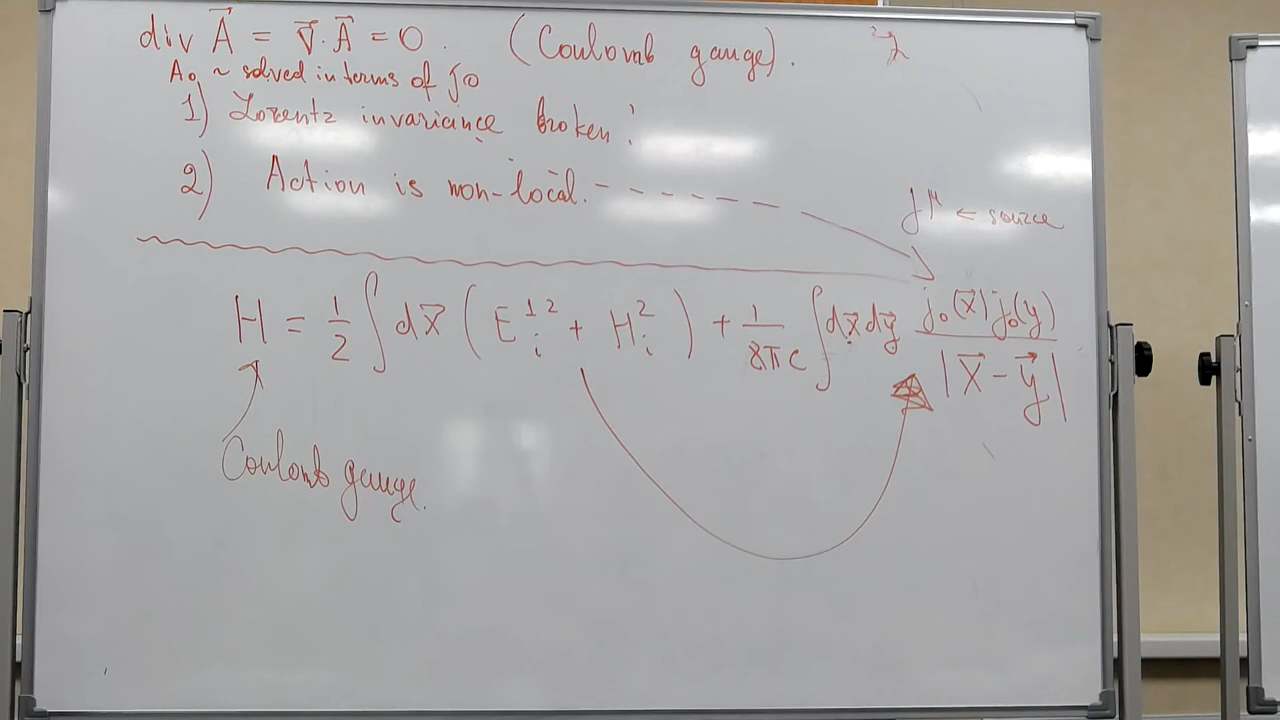 div A⃗ = ∇⃗·A⃗ = 0. (Coulomb gauge).
A₀ ~ solved in terms of j₀
1) Lorentz invariance broken!
2) Action is non-local.
j^μ ← source
H = 1/2 ∫ dx⃗ (E_i^⊥2 + H_i^2) + 1/8πc ∫ dx⃗ dy⃗ j₀(x⃗) j₀(y)/|x⃗ - y⃗|
Coulomb gauge.